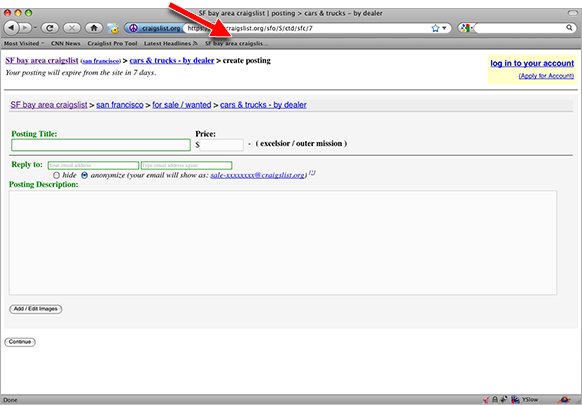 SF bay area craigslist | posting > cars & trucks - by dealer
craigslist.org https:// craigslist.org/sfo/S/ctd/sfc/7
Most Visited CNN News Craiglist Pro Tool Latest Headlines SF bay area craigslis...
SF bay area craigslist (san francisco) > cars & trucks - by dealer > create posting
Your posting will expire from the site in 7 days.
log in to your account
(Apply for Account)
SF bay area craigslist > san francisco > for sale / wanted > cars & trucks - by dealer
Posting Title: Price:
$ - ( excelsior / outer mission )
Reply to: Your email address Type email address again
hide anonymize (your email will show as: sale-xxxxxxxx@craigslist.org) [?]
Posting Description:
Add / Edit Images
Continue
Done YSlow